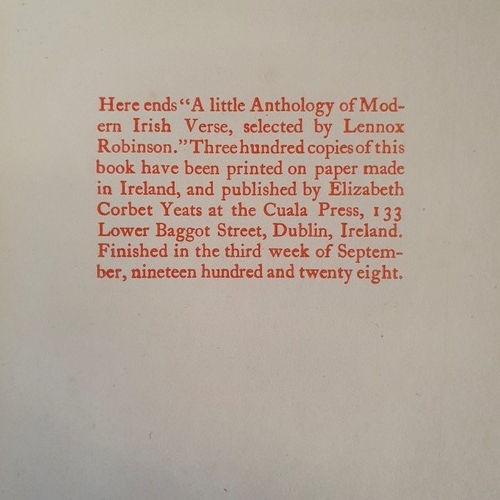 Here ends "A little Anthology of Mod-
ern Irish Verse, selected by Lennox
Robinson." Three hundred copies of this
book have been printed on paper made
in Ireland, and published by Elizabeth
Corbet Yeats at the Cuala Press, 133
Lower Baggot Street, Dublin, Ireland.
Finished in the third week of Septem-
ber, nineteen hundred and twenty eight.